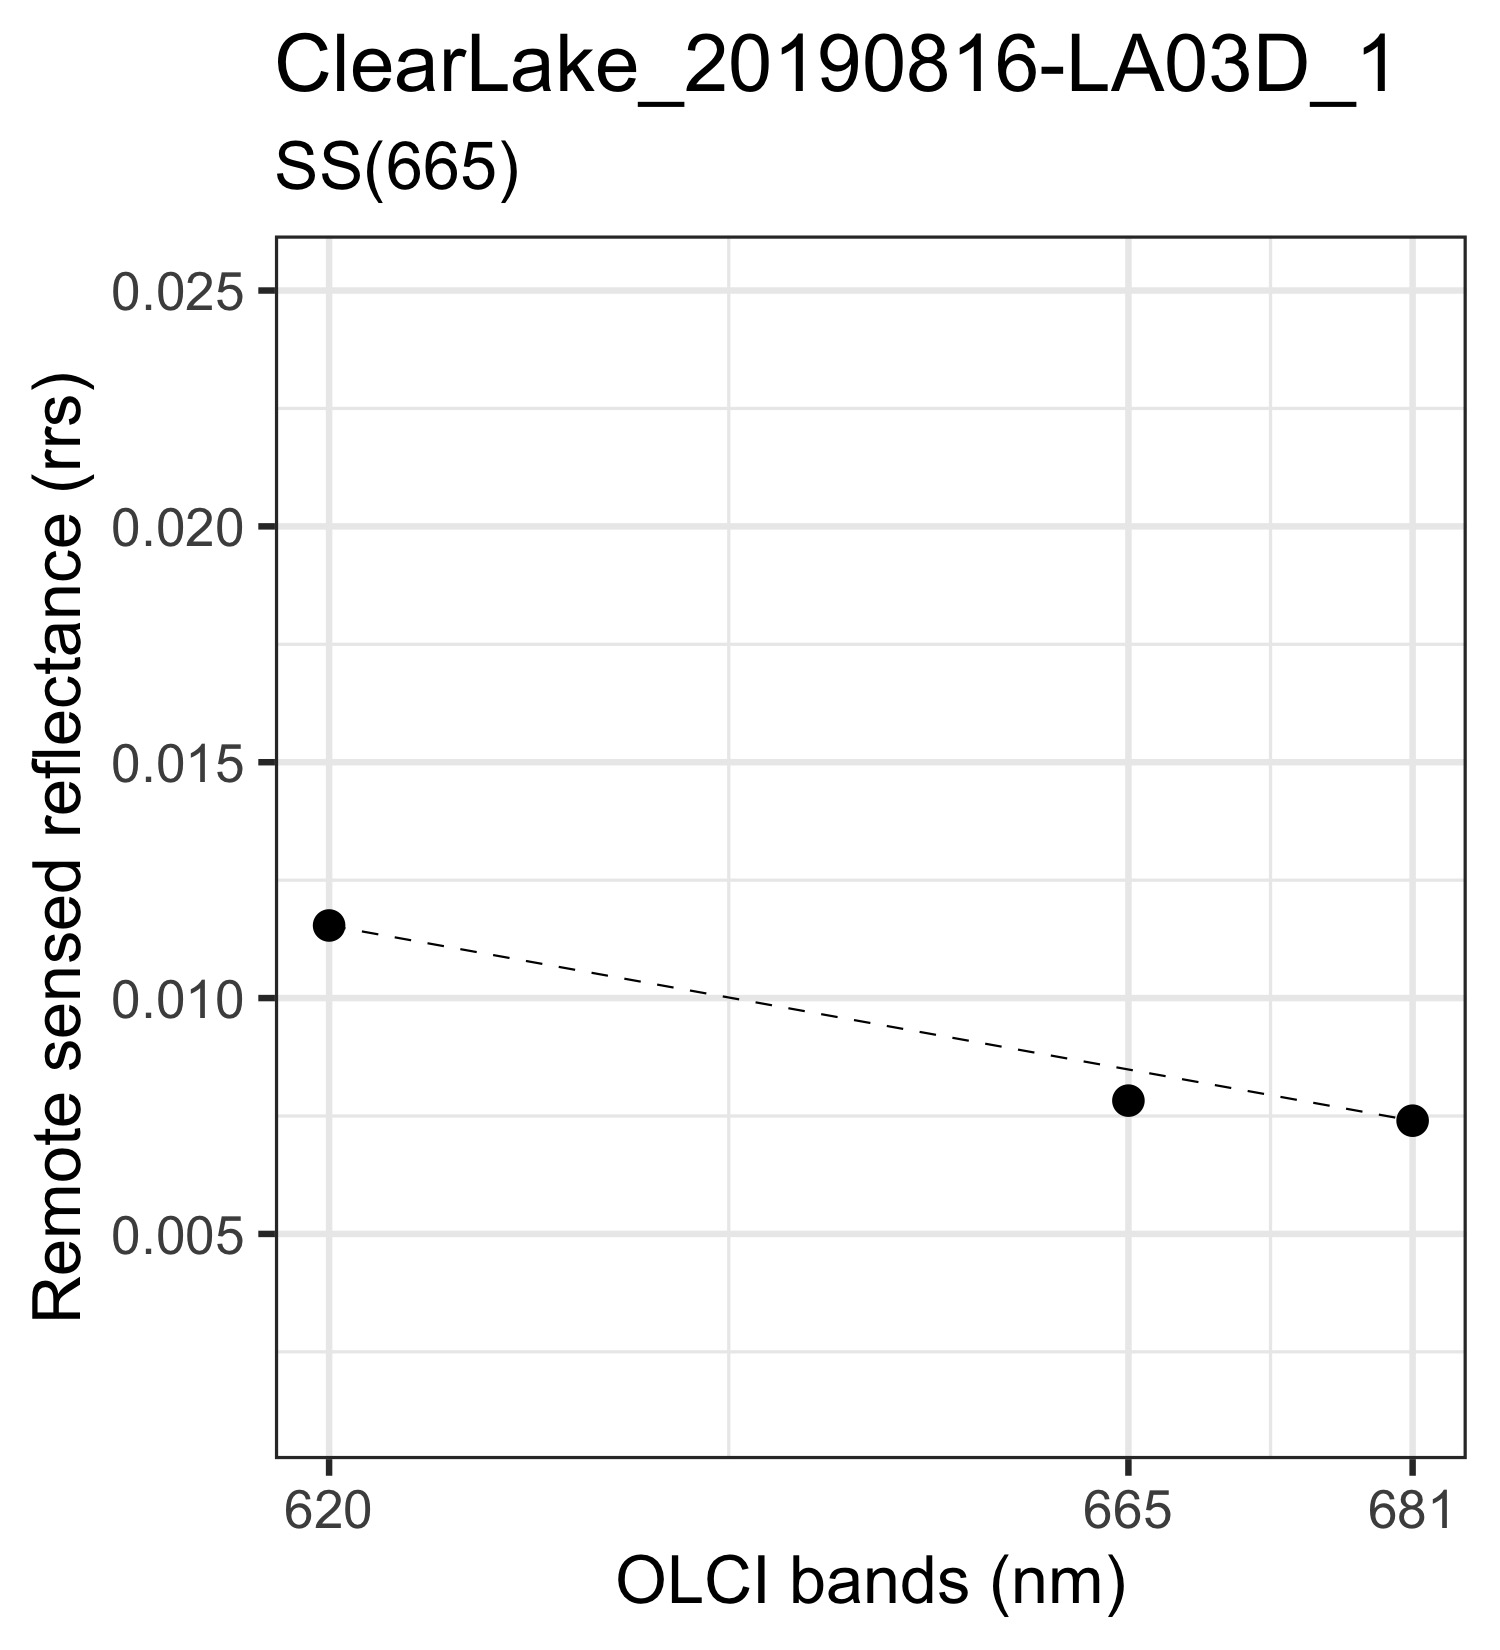 ClearLake_20190816-LA03D_1
SS(665)
Remote sensed reflectance (rrs)
0.025
0.020
0.015
0.010
0.005
620 665 681
OLCI bands (nm)